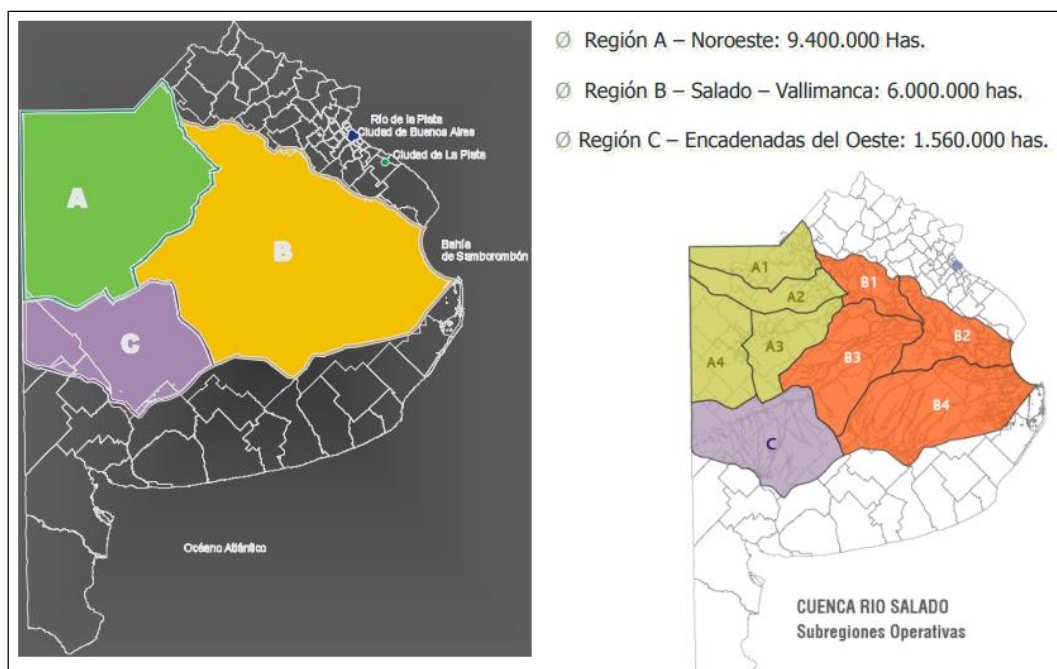 A
B
C
Río de la Plata
Ciudad de Buenos Aires
Ciudad de La Plata
Bahía
de Samborombón
Océano Atlántico
Ø Región A – Noroeste: 9.400.000 Has.
Ø Región B – Salado – Vallimanca: 6.000.000 has.
Ø Región C – Encadenadas del Oeste: 1.560.000 has.
A1
A2
A3
A4
B1
B2
B3
B4
C
CUENCA RIO SALADO
Subregiones Operativas